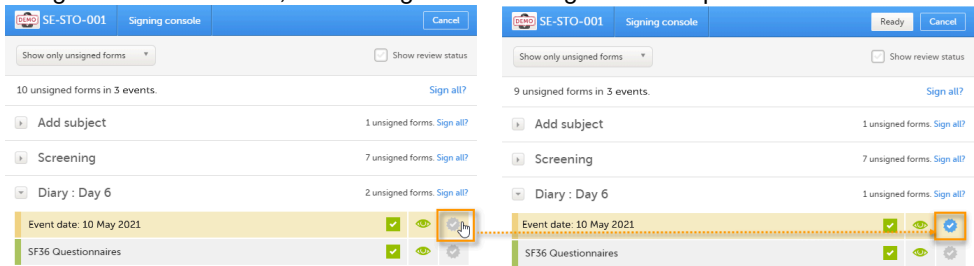 DEMO SE-STO-001 Signing console Cancel
Show only unsigned forms Show review status
10 unsigned forms in 3 events. Sign all?
Add subject 1 unsigned forms. Sign all?
Screening 7 unsigned forms. Sign all?
Diary : Day 6 2 unsigned forms. Sign all?
Event date: 10 May 2021
SF36 Questionnaires
DEMO SE-STO-001 Signing console Ready Cancel
Show only unsigned forms Show review status
9 unsigned forms in 3 events. Sign all?
Add subject 1 unsigned forms. Sign all?
Screening 7 unsigned forms. Sign all?
Diary : Day 6 1 unsigned forms. Sign all?
Event date: 10 May 2021
SF36 Questionnaires